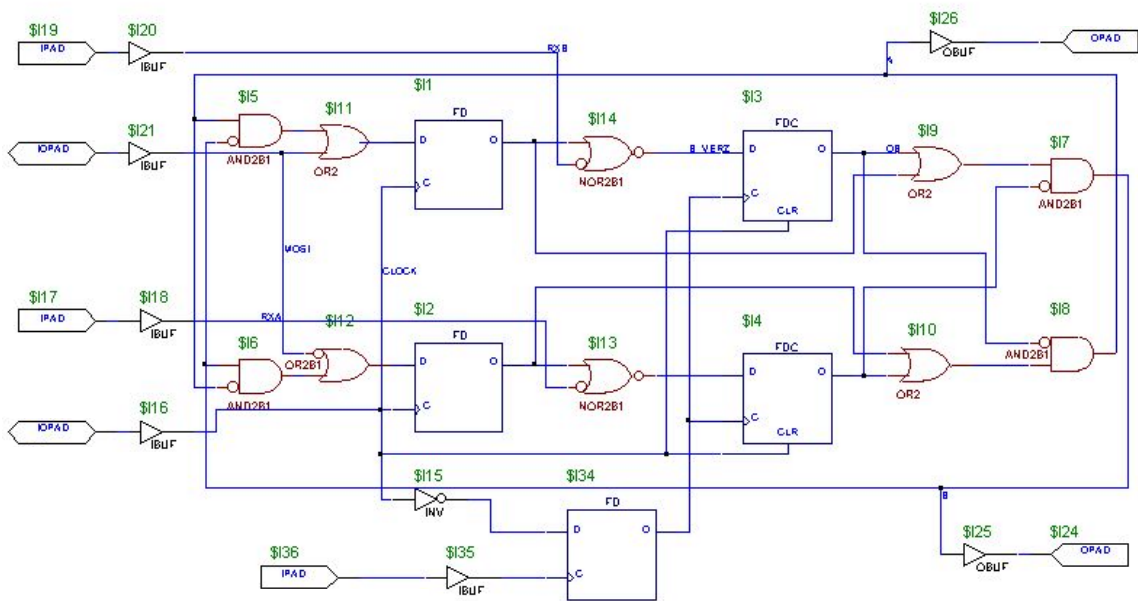 $I19
$I20
$I26
IPAD
IBUF
RXB
OBUF
OPAD
A
$I5
$I11
$I1
$I14
$I3
$I9
$I7
$I21
IOPAD
IBUF
AND2B1
OR2
FD
D
O
C
NOR2B1
B_VERZ
FDC
D
O
C
CLR
OB
OR2
AND2B1
MOSI
CLOCK
$I17
$I18
IPAD
IBUF
RXA
$I12
$I2
$I13
$I4
$I10
$I8
$I6
OR2B1
AND2B1
FD
D
O
C
NOR2B1
FDC
D
O
C
CLR
OR2
AND2B1
$I16
IOPAD
IBUF
$I15
INV
$I34
FD
D
O
C
B
$I36
IPAD
$I35
IBUF
$I25
OBUF
$I24
OPAD